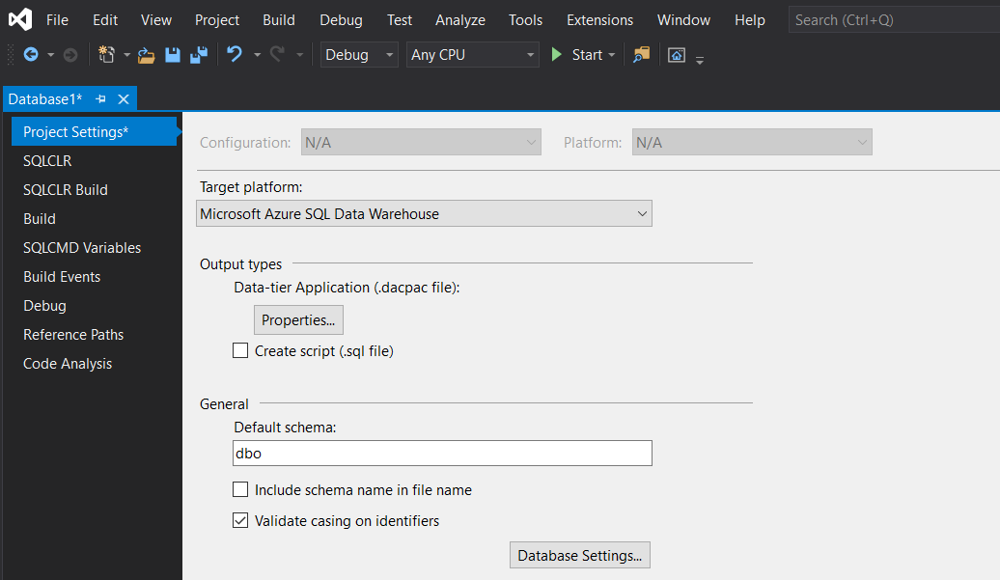 File Edit View Project Build Debug Test Analyze Tools Extensions Window Help Search (Ctrl+Q)
Debug Any CPU Start
Database1*
Project Settings*
SQLCLR
SQLCLR Build
Build
SQLCMD Variables
Build Events
Debug
Reference Paths
Code Analysis
Configuration: N/A Platform: N/A
Target platform:
Microsoft Azure SQL Data Warehouse
Output types
Data-tier Application (.dacpac file):
Properties...
Create script (.sql file)
General
Default schema:
dbo
Include schema name in file name
Validate casing on identifiers
Database Settings...